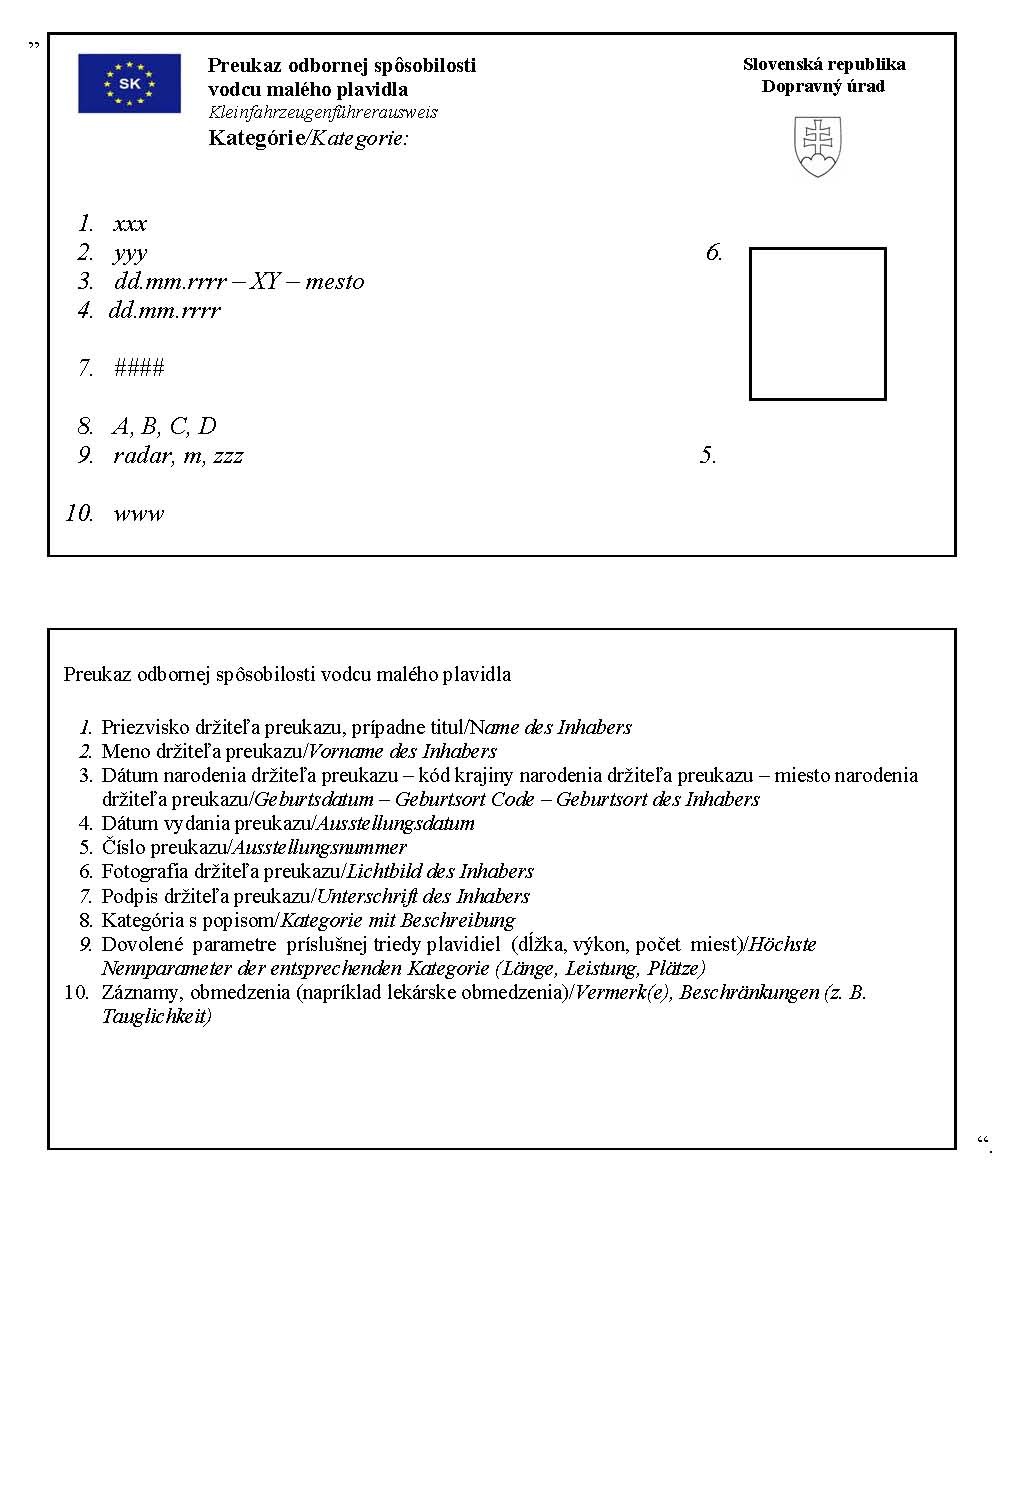 ”
SK
Preukaz odbornej spôsobilosti
vodcu malého plavidla
Kleinfahrzeugenführerausweis
Kategórie/Kategorie:
Slovenská republika
Dopravný úrad
1. xxx
2. yyy
6.
3. dd.mm.rrrr – XY – mesto
4. dd.mm.rrrr
7. ####
8. A, B, C, D
9. radar, m, zzz
5.
10. www
Preukaz odbornej spôsobilosti vodcu malého plavidla
1. Priezvisko držiteľa preukazu, prípadne titul/Name des Inhabers
2. Meno držiteľa preukazu/Vorname des Inhabers
3. Dátum narodenia držiteľa preukazu – kód krajiny narodenia držiteľa preukazu – miesto narodenia
držiteľa preukazu/Geburtsdatum – Geburtsort Code – Geburtsort des Inhabers
4. Dátum vydania preukazu/Ausstellungsdatum
5. Číslo preukazu/Ausstellungsnummer
6. Fotografia držiteľa preukazu/Lichtbild des Inhabers
7. Podpis držiteľa preukazu/Unterschrift des Inhabers
8. Kategória s popisom/Kategorie mit Beschreibung
9. Dovolené parametre príslušnej triedy plavidiel (dĺžka, výkon, počet miest)/Höchste
Nennparameter der entsprechenden Kategorie (Länge, Leistung, Plätze)
10. Záznamy, obmedzenia (napríklad lekárske obmedzenia)/Vermerk(e), Beschränkungen (z. B.
Tauglichkeit)
“.